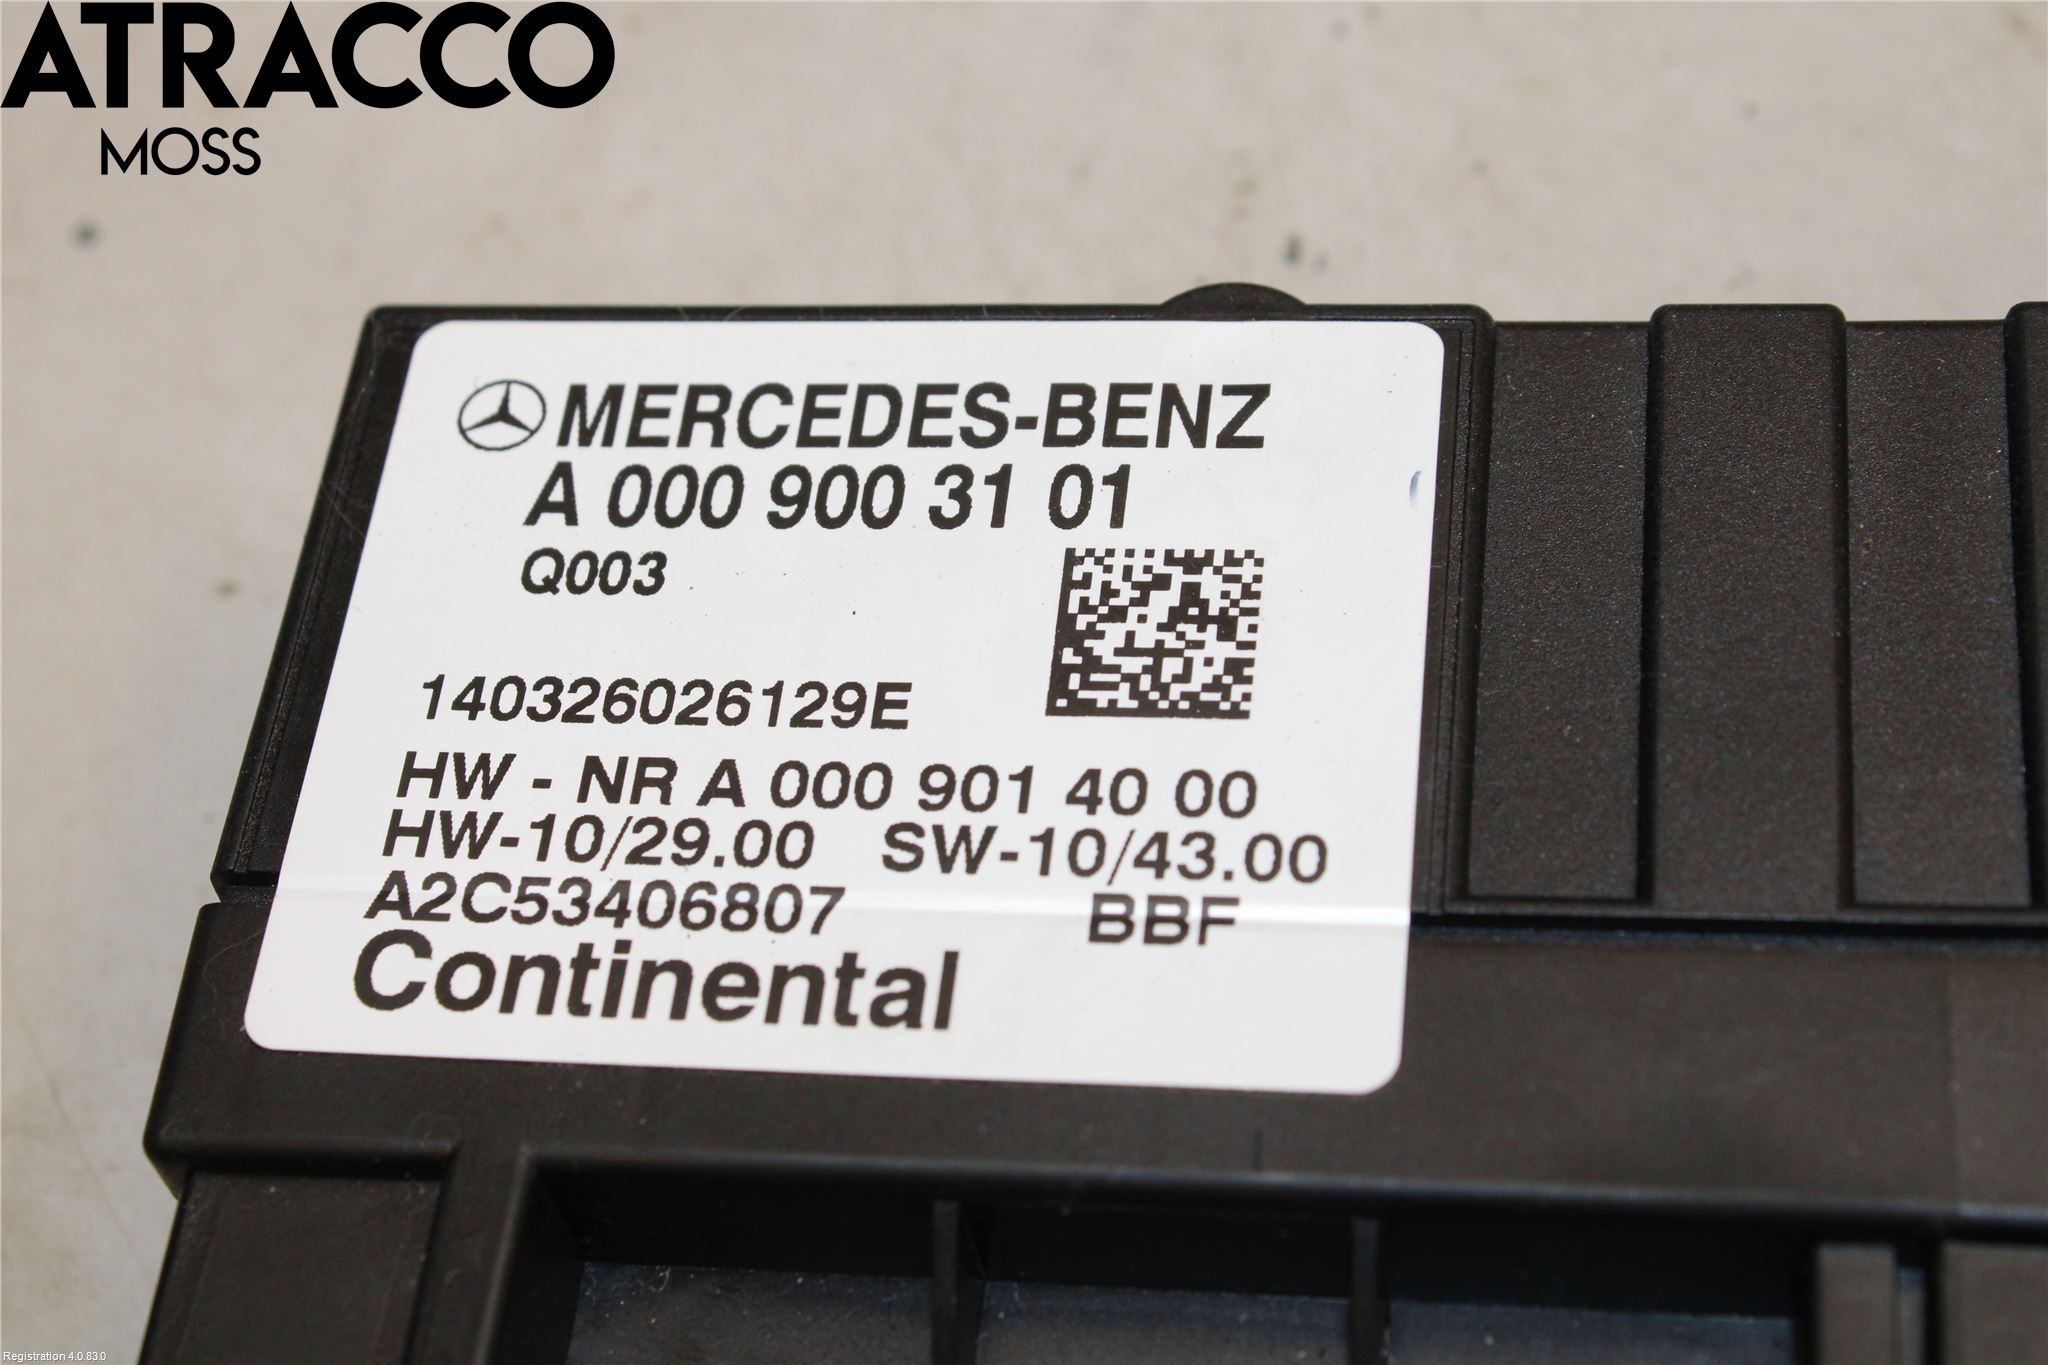 ATRACCO
MOSS
MERCEDES-BENZ
A 000 900 31 01
Q003
140326026129E
HW - NR A 000 901 40 00
HW-10/29.00 SW-10/43.00
A2C53406807 BBF
Continental
Registration 4.0.83.0